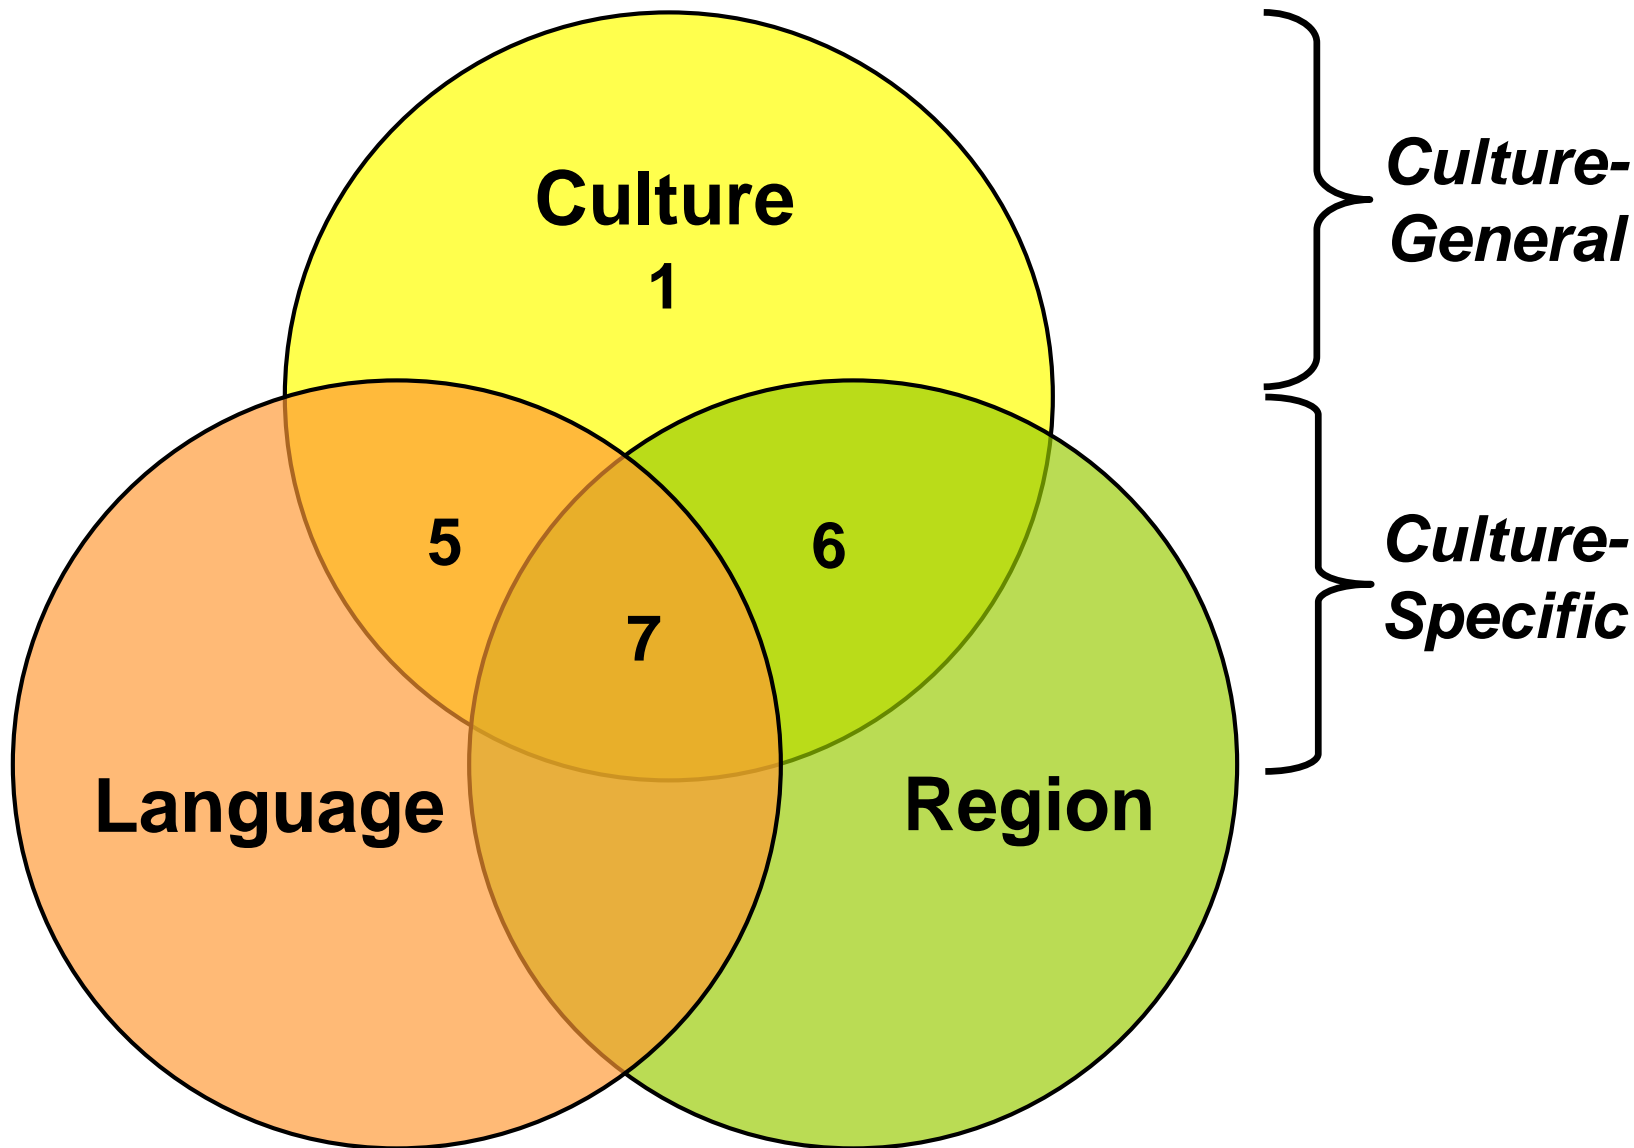 Culture
1
Culture-
General
5
6
7
Culture-
Specific
Language
Region